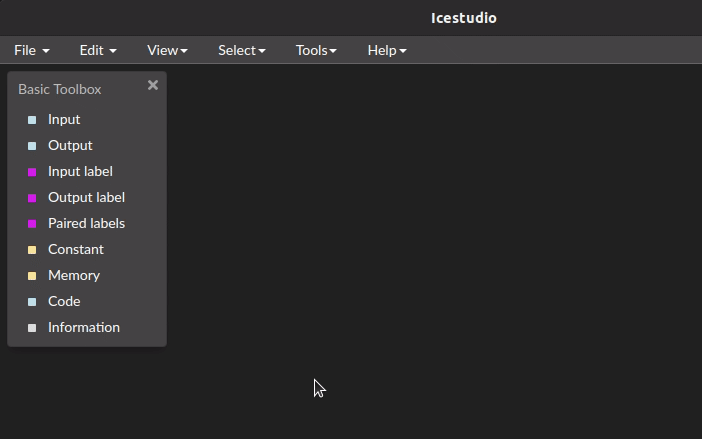 Icestudio
File Edit View Select Tools Help
Basic Toolbox
Input
Output
Input label
Output label
Paired labels
Constant
Memory
Code
Information